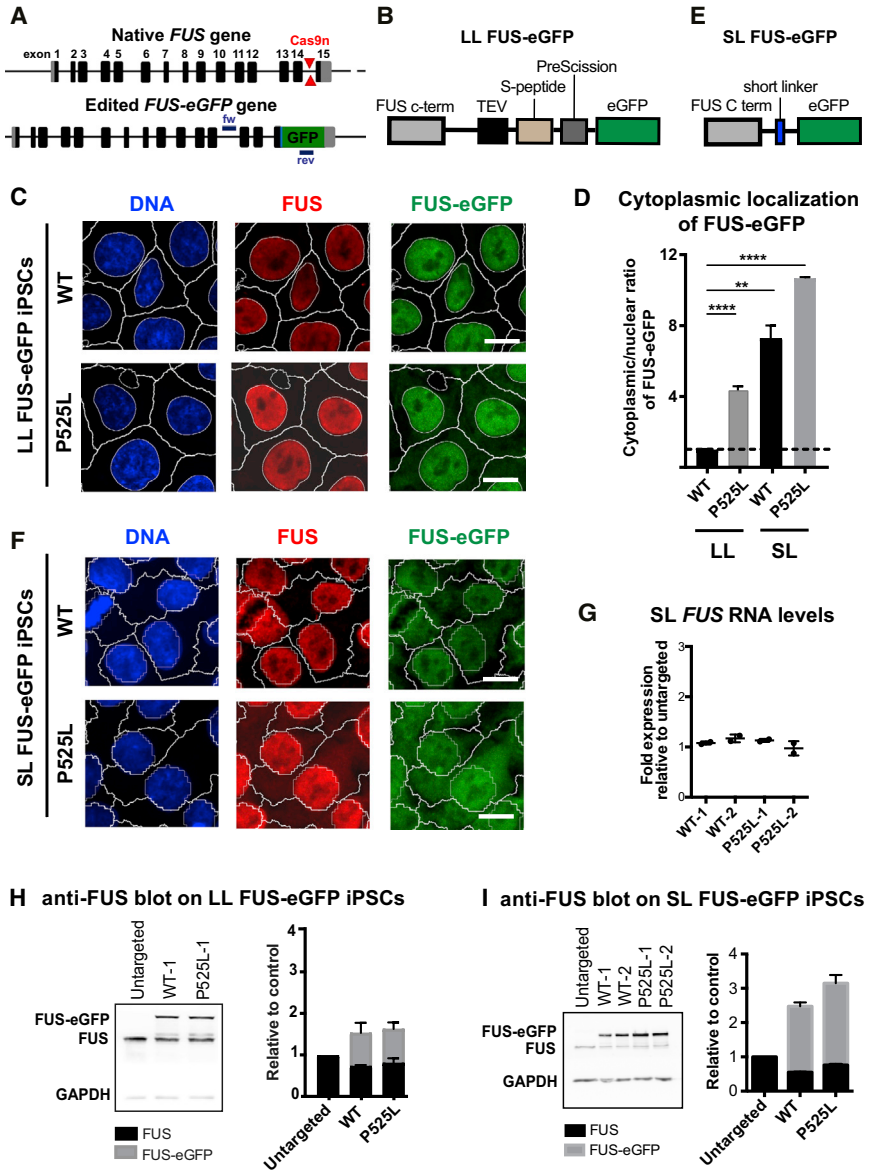 A
Native FUS gene
Cas9n
exon 1 2 3 4 5 6 7 8 9 10 11 12 13 14 15
Edited FUS-eGFP gene
fw
GFP
rev
B
LL FUS-eGFP
PreScission
S-peptide
FUS c-term TEV eGFP
E
SL FUS-eGFP
short linker
FUS C term eGFP
C
DNA FUS FUS-eGFP
LL FUS-eGFP iPSCs
WT
P525L
D
Cytoplasmic localization
of FUS-eGFP
Cytoplasmic/nuclear ratio
of FUS-eGFP
12
8
4
****
**
****
WT P525L WT P525L
LL SL
F
DNA FUS FUS-eGFP
SL FUS-eGFP iPSCs
WT
P525L
G
SL FUS RNA levels
Fold expression
relative to untargeted
3
2
1
0
WT-1 WT-2 P525L-1 P525L-2
H anti-FUS blot on LL FUS-eGFP iPSCs
Untargeted WT-1 P525L-1
FUS-eGFP
FUS
GAPDH
Relative to control
4
2
1
0
Untargeted WT P525L
FUS
FUS-eGFP
I anti-FUS blot on SL FUS-eGFP iPSCs
Untargeted WT-1 WT-2 P525L-1 P525L-2
FUS-eGFP
FUS
GAPDH
Relative to control
4
3
2
1
0
Untargeted WT P525L
FUS
FUS-eGFP